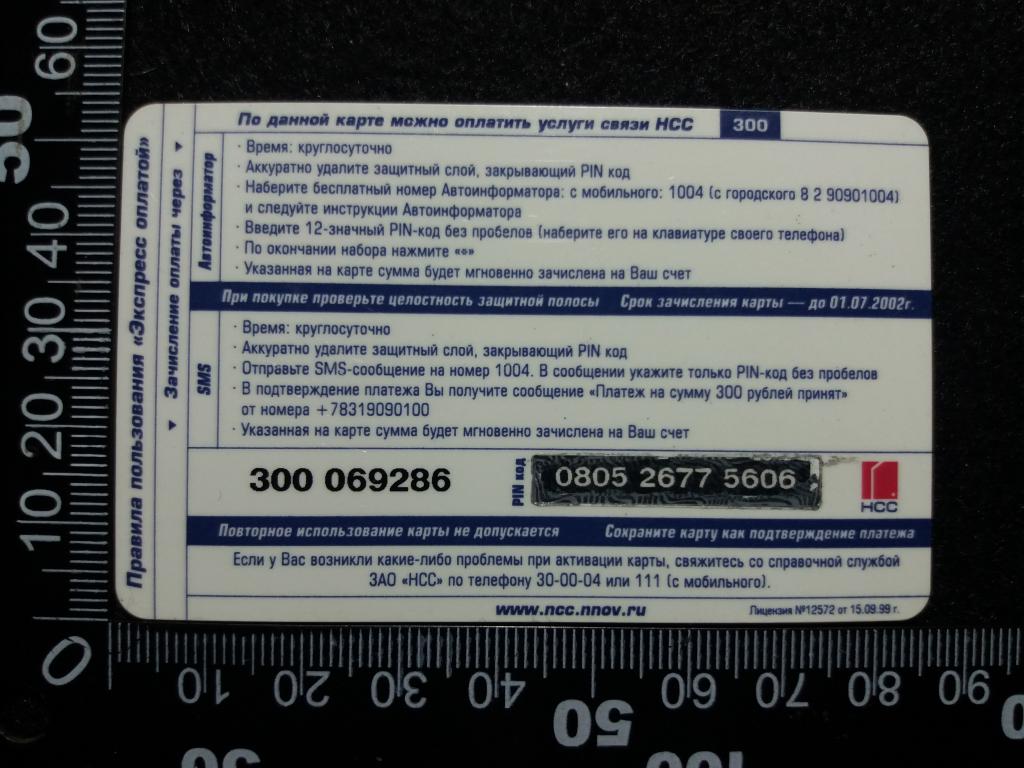 По данной карте можно оплатить услуги связи НСС 300
Правила пользования «Экспресс оплатой»
▼ Зачисление оплаты через ▼
Автоинформатор
· Время: круглосуточно
· Аккуратно удалите защитный слой, закрывающий PIN код
· Наберите бесплатный номер Автоинформатора: с мобильного: 1004 (с городского 8 2 90901004)
и следуйте инструкции Автоинформатора
· Введите 12-значный PIN-код без пробелов (наберите его на клавиатуре своего телефона)
· По окончании набора нажмите «*»
· Указанная на карте сумма будет мгновенно зачислена на Ваш счет
При покупке проверьте целостность защитной полосы Срок зачисления карты — до 01.07.2002г.
SMS
· Время: круглосуточно
· Аккуратно удалите защитный слой, закрывающий PIN код
· Отправьте SMS-сообщение на номер 1004. В сообщении укажите только PIN-код без пробелов
· В подтверждение платежа Вы получите сообщение «Платеж на сумму 300 рублей принят»
от номера +78319090100
· Указанная на карте сумма будет мгновенно зачислена на Ваш счет
300 069286 PIN код 0805 2677 5606
НСС
Повторное использование карты не допускается Сохраните карту как подтверждение платежа
Если у Вас возникли какие-либо проблемы при активации карты, свяжитесь со справочной службой
ЗАО «НСС» по телефону 30-00-04 или 111 (с мобильного).
www.ncc.nnov.ru Лицензия №12572 от 15.09.99 г.
0 10 20 30 40 50 60
10 20 30 40 50 60 70 80 90